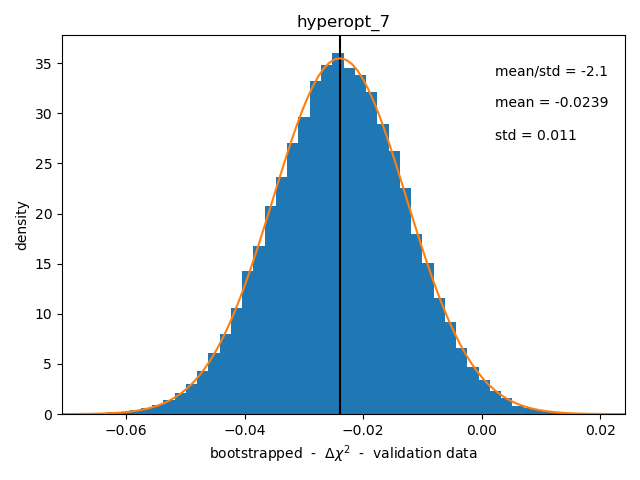 hyperopt_7
mean/std = -2.1
mean = -0.0239
std = 0.011
density
35
30
25
20
15
10
5
0
−0.06 −0.04 −0.02 0.00 0.02
bootstrapped - Δχ² - validation data